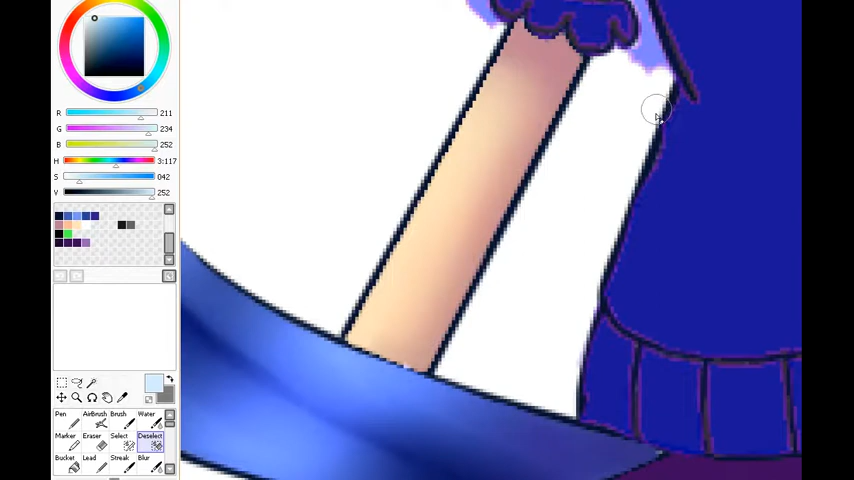 R 211
G 234
B 252
H 3:117
S 042
V 252
Pen AirBrush Brush Water
Marker Eraser Select Deselect
Bucket Lead Streak Blur